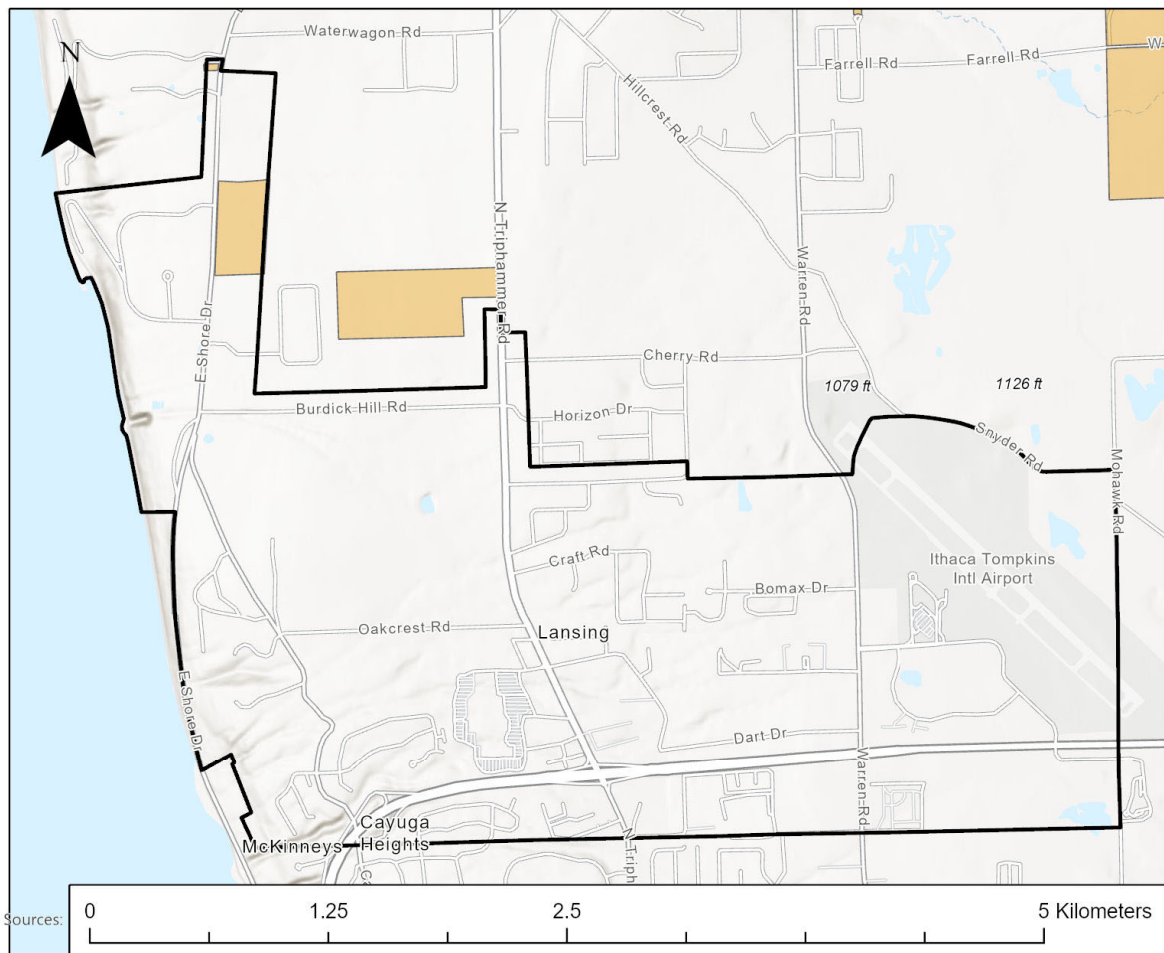 Waterwagon Rd
N
Farrell Rd
Farrell Rd
W
Hillcrest Rd
N Triphammer Rd
Warren Rd
E Shore Dr
Cherry Rd
1079 ft
1126 ft
Burdick Hill Rd
Horizon Dr
Snyder Rd
Mohawk Rd
Craft Rd
Bomax Dr
Ithaca Tompkins
Intl Airport
Oakcrest Rd
Lansing
E Shore Dr
Dart Dr
Warren Rd
Cayuga
Heights
McKinneys
N Triph
Ca
Sources:
0
1.25
2.5
5 Kilometers